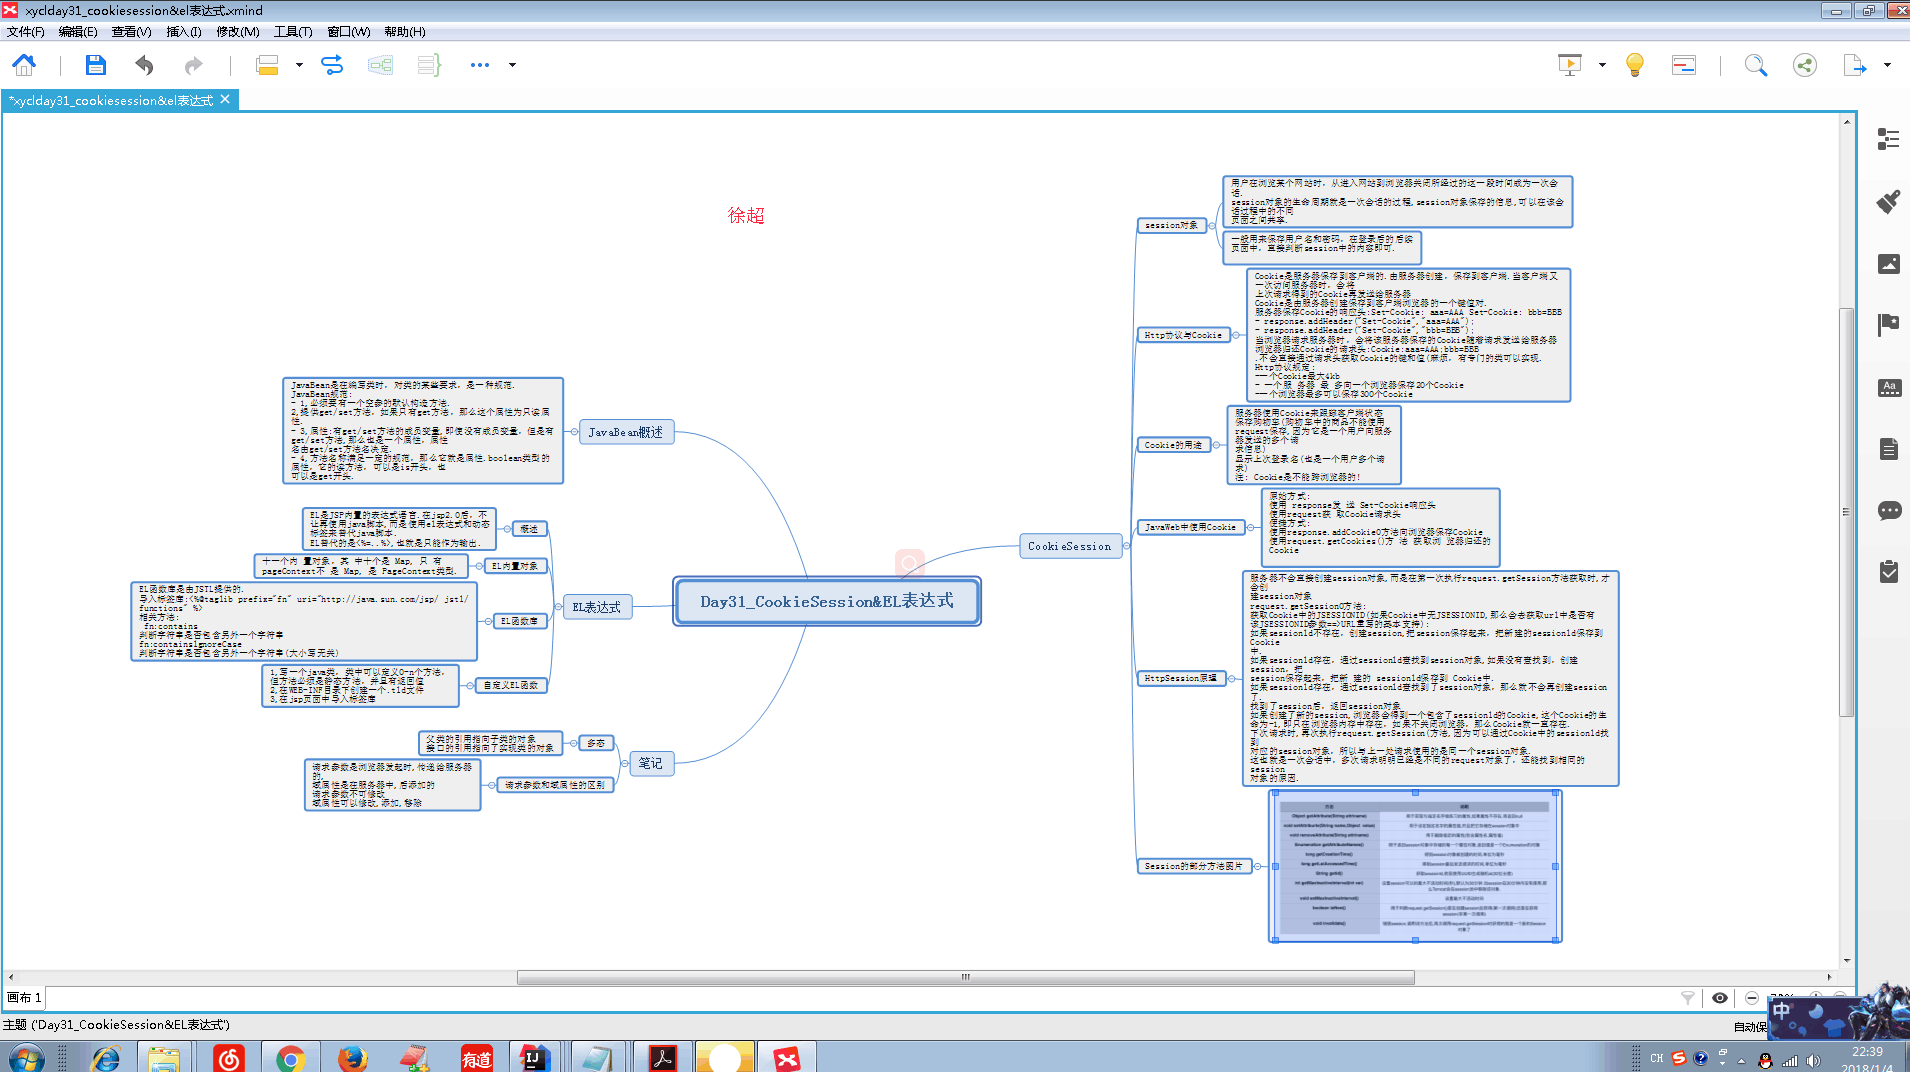 xyclday31_cookiesession&el表达式.xmind
文件(F) 编辑(E) 查看(V) 插入(I) 修改(M) 工具(T) 窗口(W) 帮助(H)
*xyclday31_cookiesession&el表达式
徐超
Day31_CookieSession&EL表达式
CookieSession
session对象
用户在浏览某个网站时, 从进入网站到浏览器关闭所经过的这一段时间成为一次会
话.
session对象的生命周期就是一次会话的过程, session对象保存的信息, 可以在该会
话过程中的不同
页面之间共享.
一般用来保存用户名和密码, 在登录后的后续
页面中, 直接判断session中的内容即可.
Http协议与Cookie
Cookie是服务器保存到客户端的. 由服务器创建, 保存到客户端. 当客户端又
一次访问服务器时, 会将
上次请求得到的Cookie再发送给服务器
Cookie是由服务器创建保存到客户端浏览器的一个键值对.
服务器保存Cookie的响应头:Set-Cookie: aaa=AAA Set-Cookie: bbb=BBB
- response.addHeader("Set-Cookie","aaa=AAA");
- response.addHeader("Set-Cookie","bbb=BBB");
当浏览器请求服务器时, 会将该服务器保存的Cookie随着请求发送给服务器
浏览器归还Cookie的请求头:Cookie:aaa=AAA;bbb=BBB
.不会直接通过请求头获取Cookie的键和值(麻烦, 有专门的类可以实现.
Http协议规定:
-一个Cookie最大4kb
- 一个服 务器 最 多向一个浏览器保存20个Cookie
-一个浏览器最多可以保存300个Cookie
Cookie的用途
服务器使用Cookie来跟踪客户端状态
保存购物车(购物车中的商品不能使用
request保存, 因为它是一个用户向服务
器发送的多个请
求信息)
显示上次登录名(也是一个用户多个请
求)
注: Cookie是不能跨浏览器的!
JavaWeb中使用Cookie
原始方式:
使用 response发 送 Set-Cookie响应头
使用request获 取Cookie请求头
便捷方式:
使用response.addCookie()方法向浏览器保存Cookie
使用request.getCookies()方 法 获取浏 览器归还的
Cookie
HttpSession原理
服务器不会直接创建session对象, 而是在第一次执行request.getSession方法获取时, 才
会创
建session对象
request.getSession()方法:
获取Cookie中的JSESSIONID(如果Cookie中无JSESSIONID, 那么会去获取url中是否有
该JSESSIONID参数==>URL重写的基本支持):
如果sessionId不存在, 创建session, 把session保存起来, 把新建的sessionId保存到
Cookie
中.
如果sessionId存在, 通过sessionId查找到session对象, 如果没有查找到, 创建
session, 把
session保存起来, 把新 建的 sessionId保存到 Cookie中.
如果sessionId存在, 通过sessionId查找到了session对象, 那么就不会再创建session
了.
找到了session后, 返回session对象
如果创建了新的session, 浏览器会得到一个包含了sessionId的Cookie, 这个Cookie的生
命为-1, 即只在浏览器内存中存在, 如果不关闭浏览器, 那么Cookie就一直存在.
下次请求时, 再次执行request.getSession(方法, 因为可以通过Cookie中的sessionId找
到
对应的session对象, 所以与上一处请求使用的是同一个session对象.
这也就是一次会话中, 多次请求明明已经是不同的request对象了, 还能找到相同的
session
对象的原因.
Session的部分方法图片
JavaBean概述
JavaBean是在编写类时, 对类的某些要求, 是一种规范.
JavaBean规范:
- 1, 必须要有一个空参的默认构造方法.
2, 提供get/set方法, 如果只有get方法, 那么这个属性为只读属
性.
- 3, 属性:有get/set方法的成员变量, 即使没有成员变量, 但是有
get/set方法, 那么也是一个属性, 属性
名由get/set方法名决定.
- 4, 方法名称满足一定的规范, 那么它就是属性.boolean类型的
属性, 它的读方法, 可以是is开头, 也
可以是get开头.
EL表达式
概述
EL是JSP内置的表达式语言. 在jsp2.0后, 不
让再使用java脚本, 而是使用el表达式和动态
标签来替代java脚本.
EL替代的是<%=..%>, 也就是只能作为输出.
EL内置对象
十一个内 置对象, 其 中十个是 Map, 只 有
pageContext不 是 Map, 是 PageContext类型.
EL函数库
EL函数库是由JSTL提供的.
导入标签库:<%@taglib prefix="fn" uri="http://java.sun.com/jsp/ jstl/
functions" %>
相关方法:
fn:contains
判断字符串是否包含另外一个字符串
fn:containsIgnoreCase
判断字符串是否包含另外一个字符串(大小写无关)
自定义EL函数
1, 写一个java类, 类中可以定义0-n个方法,
但方法必须是静态方法, 并且有返回值
2, 在WEB-INF目录下创建一个.tld文件
3, 在jsp页面中导入标签库
笔记
多态
父类的引用指向子类的对象
接口的引用指向了实现类的对象
请求参数和域属性的区别
请求参数是浏览器发起时, 传递给服务器
的,
域属性是在服务器中, 后添加的
请求参数不可修改
域属性可以修改, 添加, 移除
画布 1
主题 ('Day31_CookieSession&EL表达式')
自动保
中
CH
22:39
2018/1/4